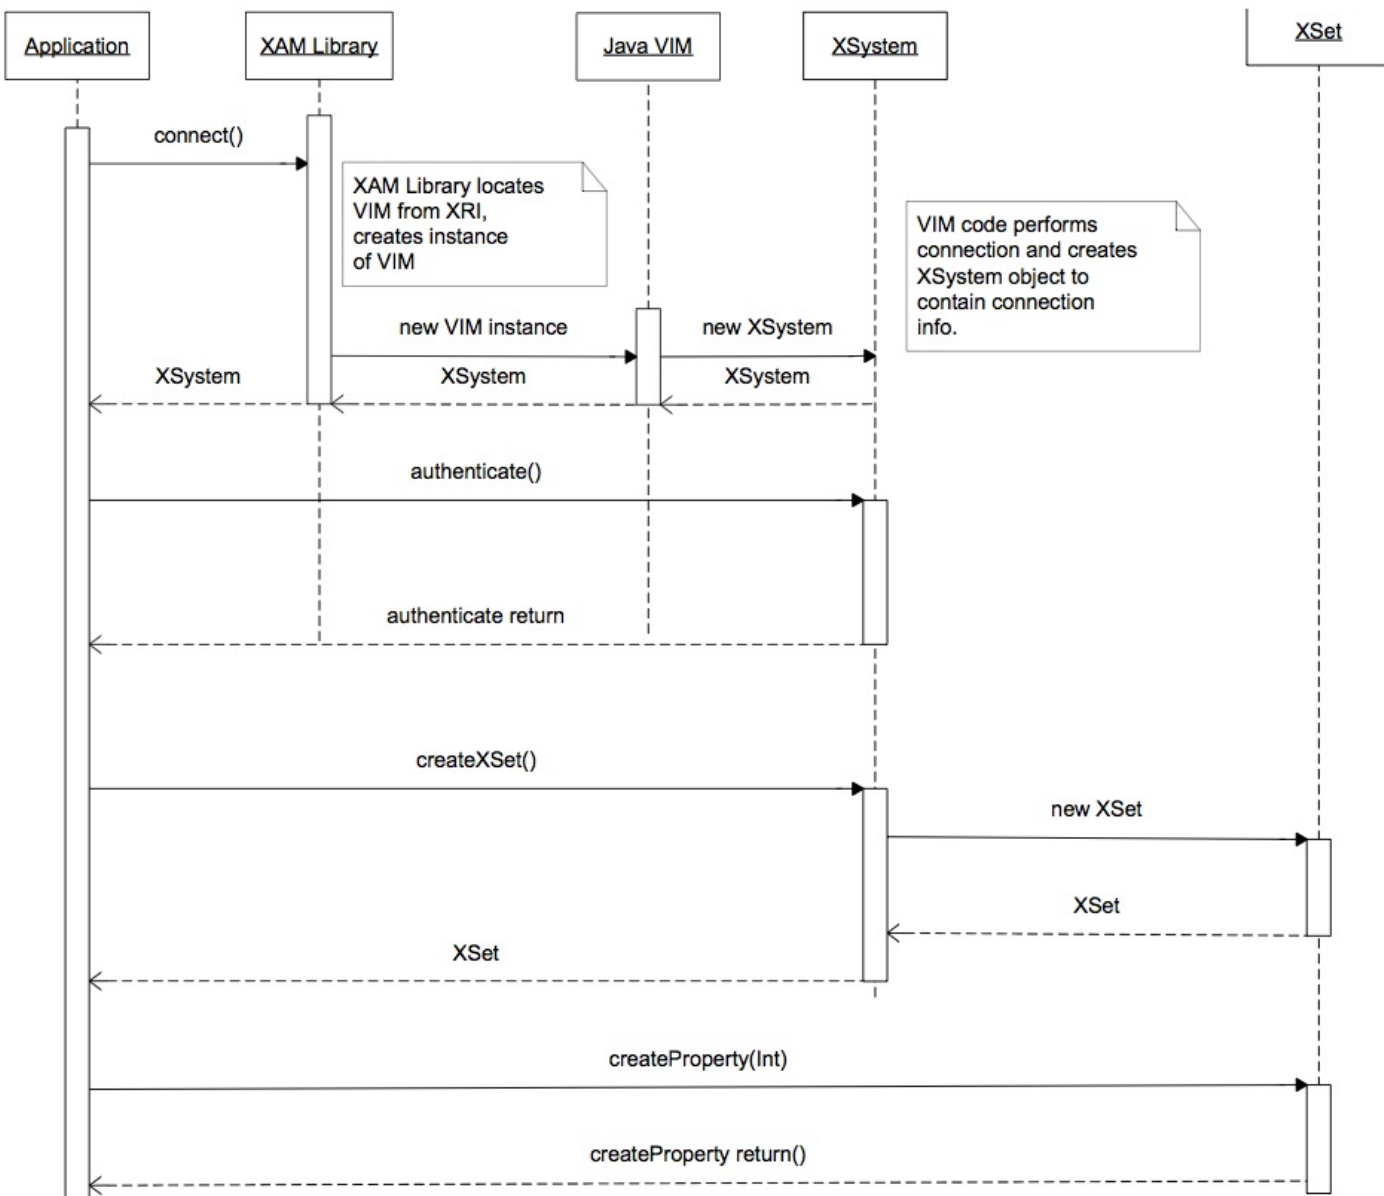 Application
XAM Library
Java VIM
XSystem
XSet
connect()
XAM Library locates
VIM from XRI,
creates instance
of VIM
VIM code performs
connection and creates
XSystem object to
contain connection
info.
new VIM instance
new XSystem
XSystem
XSystem
XSystem
authenticate()
authenticate return
createXSet()
new XSet
XSet
XSet
createProperty(Int)
createProperty return()